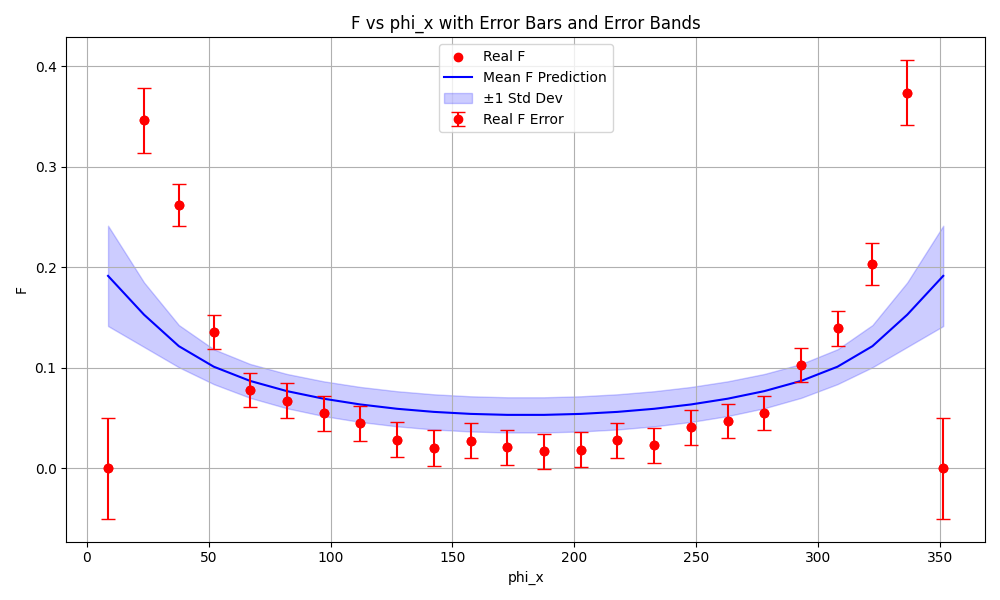 F vs phi_x with Error Bars and Error Bands
Real F
Mean F Prediction
±1 Std Dev
Real F Error
F
0.4
0.3
0.2
0.1
0.0
0 50 100 150 200 250 300 350
phi_x